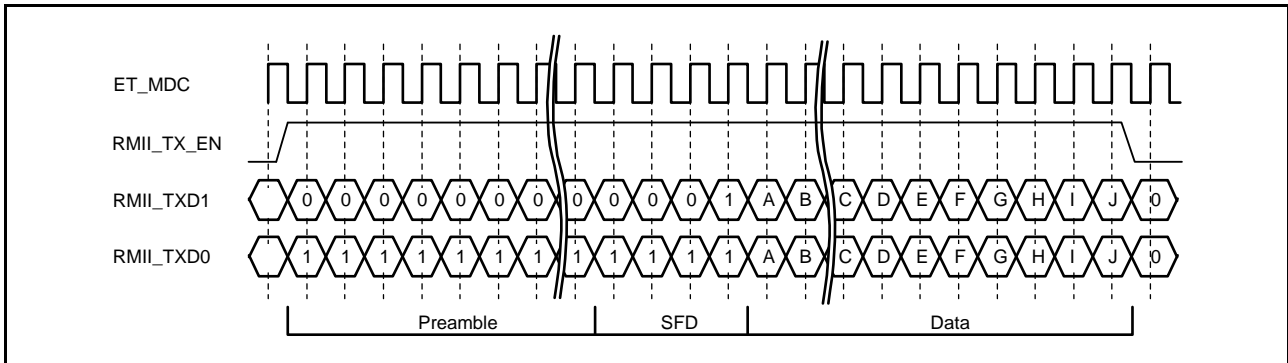 ET_MDC
RMII_TX_EN
RMII_TXD1 0 0 0 0 0 0 0 0 0 0 0 1 A B C D E F G H I J 0
RMII_TXD0 1 1 1 1 1 1 1 1 1 1 1 1 A B C D E F G H I J 0
Preamble SFD Data